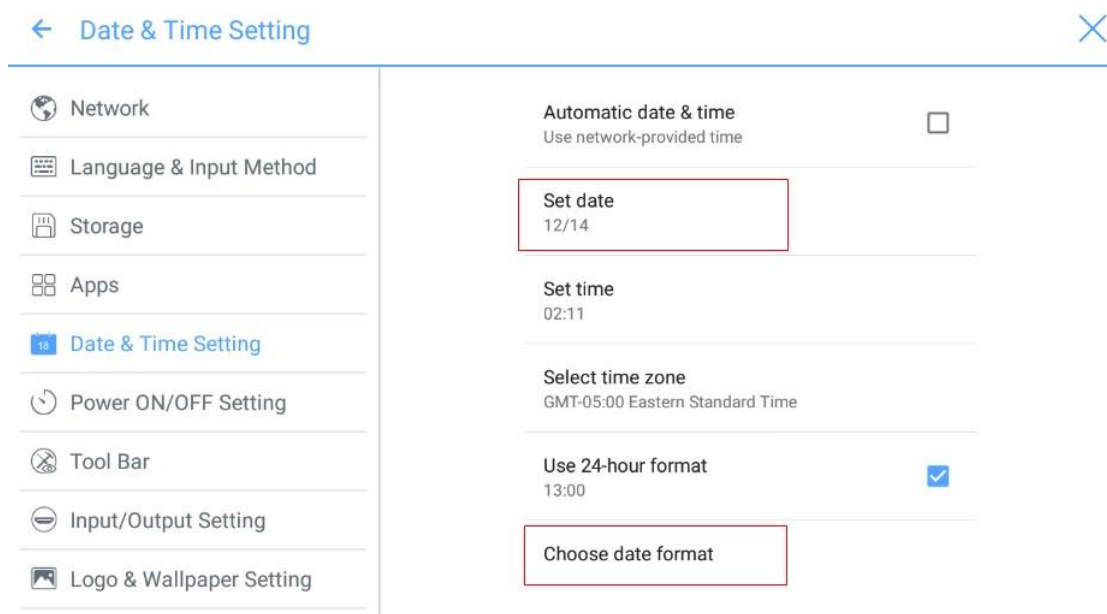 Date & Time Setting
Network
Language & Input Method
Storage
Apps
18
Date & Time Setting
Power ON/OFF Setting
Tool Bar
Input/Output Setting
Logo & Wallpaper Setting
Automatic date & time
Use network-provided time
Set date
12/14
Set time
02:11
Select time zone
GMT-05:00 Eastern Standard Time
Use 24-hour format
13:00
Choose date format